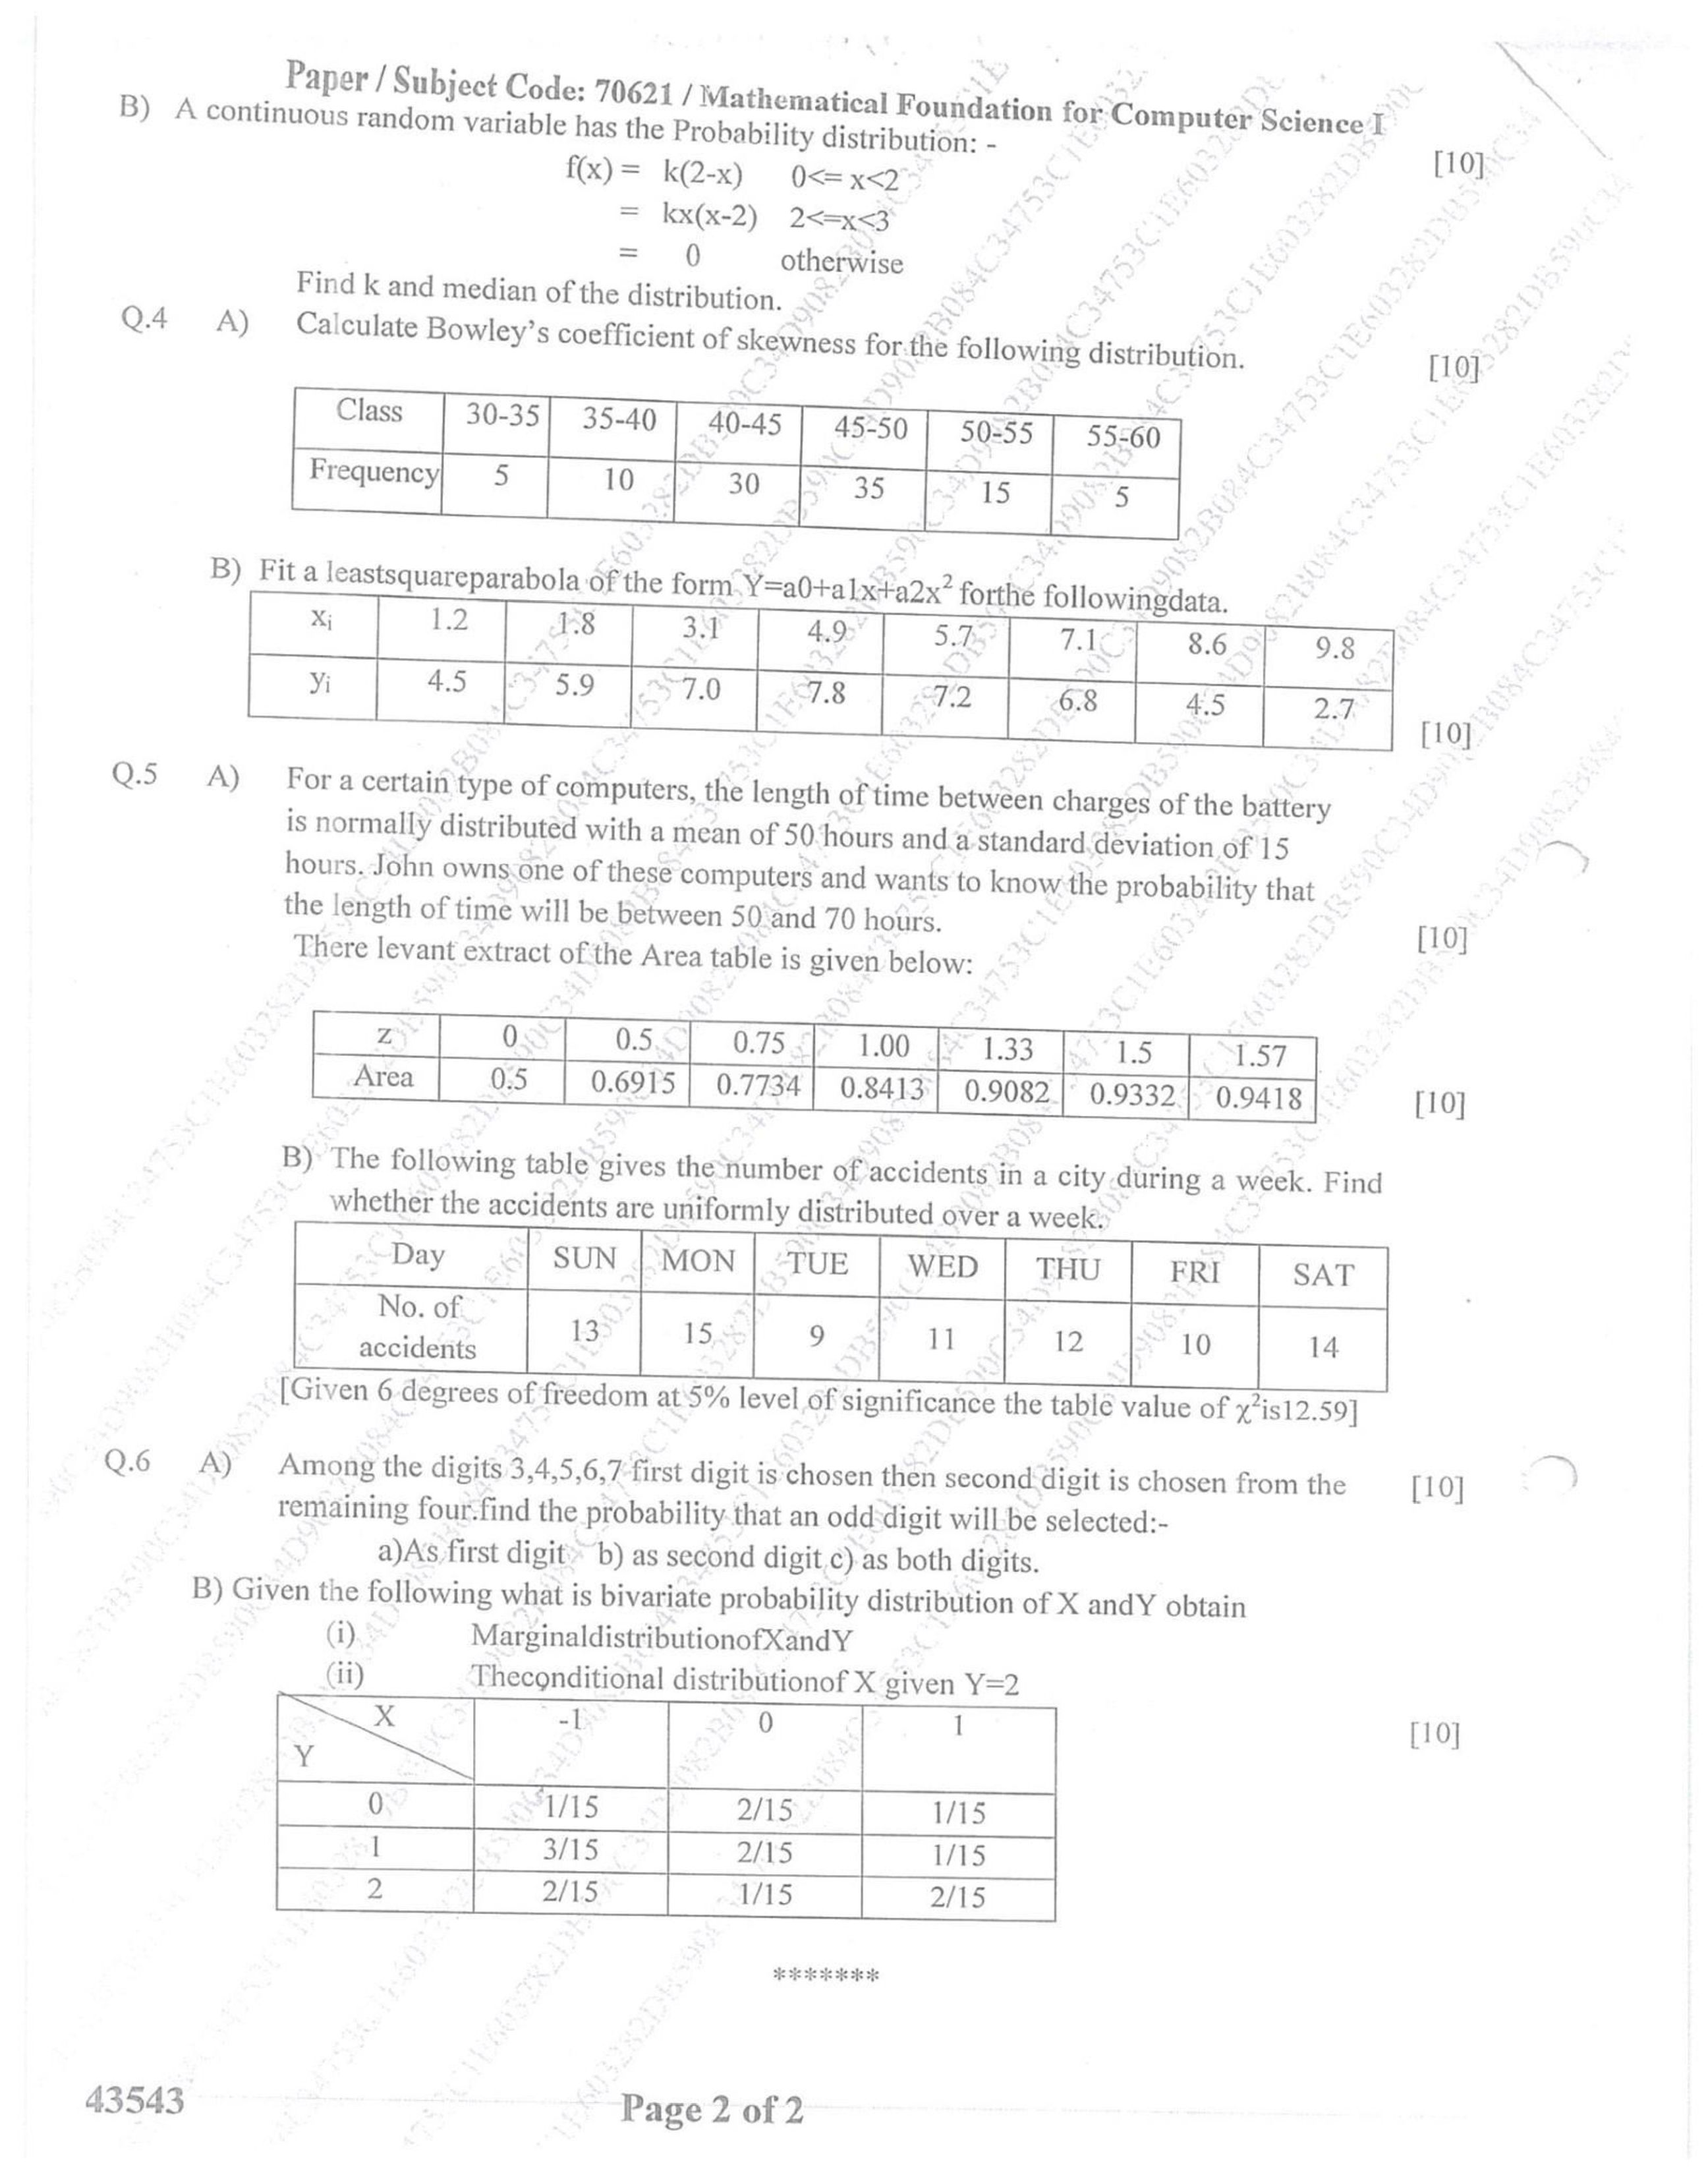 Paper / Subject Code: 70621 / Mathematical Foundation for Computer Science I
B) A continuous random variable has the Probability distribution: -
[10]
f(x) = k(2-x) 0<= x<2
= kx(x-2) 2<=x<3
= 0 otherwise
Find k and median of the distribution.
Q.4 A) Calculate Bowley's coefficient of skewness for the following distribution.
[10]
Class 30-35 35-40 40-45 45-50 50-55 55-60
Frequency 5 10 30 35 15 5
B) Fit a leastsquareparabola of the form Y=a0+a1x+a2x² forthe followingdata.
xi 1.2 1.8 3.1 4.9 5.7 7.1 8.6 9.8
yi 4.5 5.9 7.0 7.8 7.2 6.8 4.5 2.7
[10]
Q.5 A) For a certain type of computers, the length of time between charges of the battery
is normally distributed with a mean of 50 hours and a standard deviation of 15
hours. John owns one of these computers and wants to know the probability that
the length of time will be between 50 and 70 hours.
[10]
There levant extract of the Area table is given below:
z 0 0.5 0.75 1.00 1.33 1.5 1.57
Area 0.5 0.6915 0.7734 0.8413 0.9082 0.9332 0.9418
[10]
B) The following table gives the number of accidents in a city during a week. Find
whether the accidents are uniformly distributed over a week.
Day SUN MON TUE WED THU FRI SAT
No. of
accidents 13 15 9 11 12 10 14
[Given 6 degrees of freedom at 5% level of significance the table value of χ²is12.59]
Q.6 A) Among the digits 3,4,5,6,7 first digit is chosen then second digit is chosen from the
[10]
remaining four.find the probability that an odd digit will be selected:-
a)As first digit b) as second digit c) as both digits.
B) Given the following what is bivariate probability distribution of X andY obtain
(i) MarginaldistributionofXandY
(ii) Theconditional distributionof X given Y=2
[10]
X -1 0 1
Y
0 1/15 2/15 1/15
1 3/15 2/15 1/15
2 2/15 1/15 2/15
*******
43543
Page 2 of 2